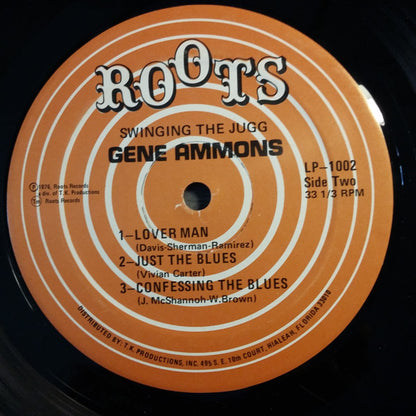 ROOTS
SWINGING THE JUGG
GENE AMMONS
LP-1002
Side Two
33 1/3 RPM
Ⓟ 1976, Roots Records
a div. of T.K. Productions
Tm Roots Records
1-LOVER MAN
(Davis-Sherman-Ramirez)
2-JUST THE BLUES
(Vivian Carter)
3-CONFESSING THE BLUES
(J. McShannoh-W.Brown)
DISTRIBUTED BY: T.K. PRODUCTIONS, INC. 495 S.E. 10th COURT, HIALEAH, FLORIDA 33010